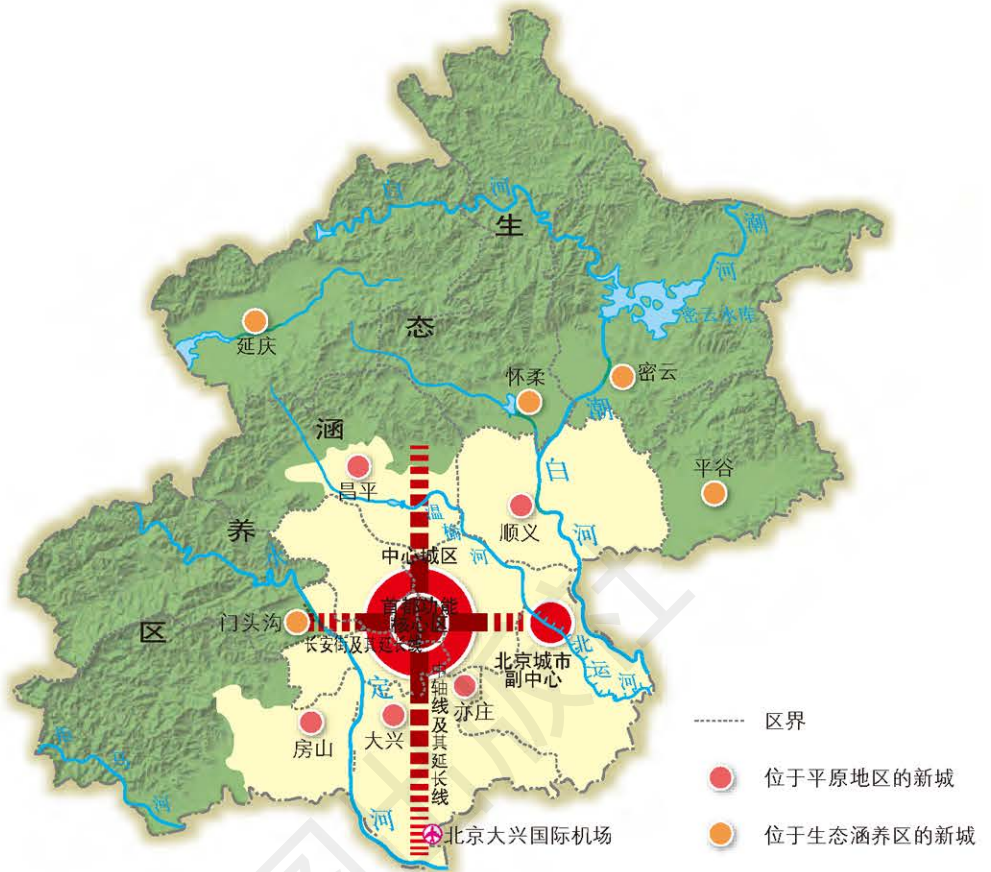 白河
潮河
生
密云水库
态
延庆
怀柔
密云
潮白河
涵
昌平
平谷
温榆河
顺义
养
永定河
中心城区
首都功能
核心区
门头沟
长安街及其延长线
区
北京城市
副中心
北运河
中轴线及其延长线
亦庄
大兴
房山
拒马河
北京大兴国际机场
区界
位于平原地区的新城
位于生态涵养区的新城